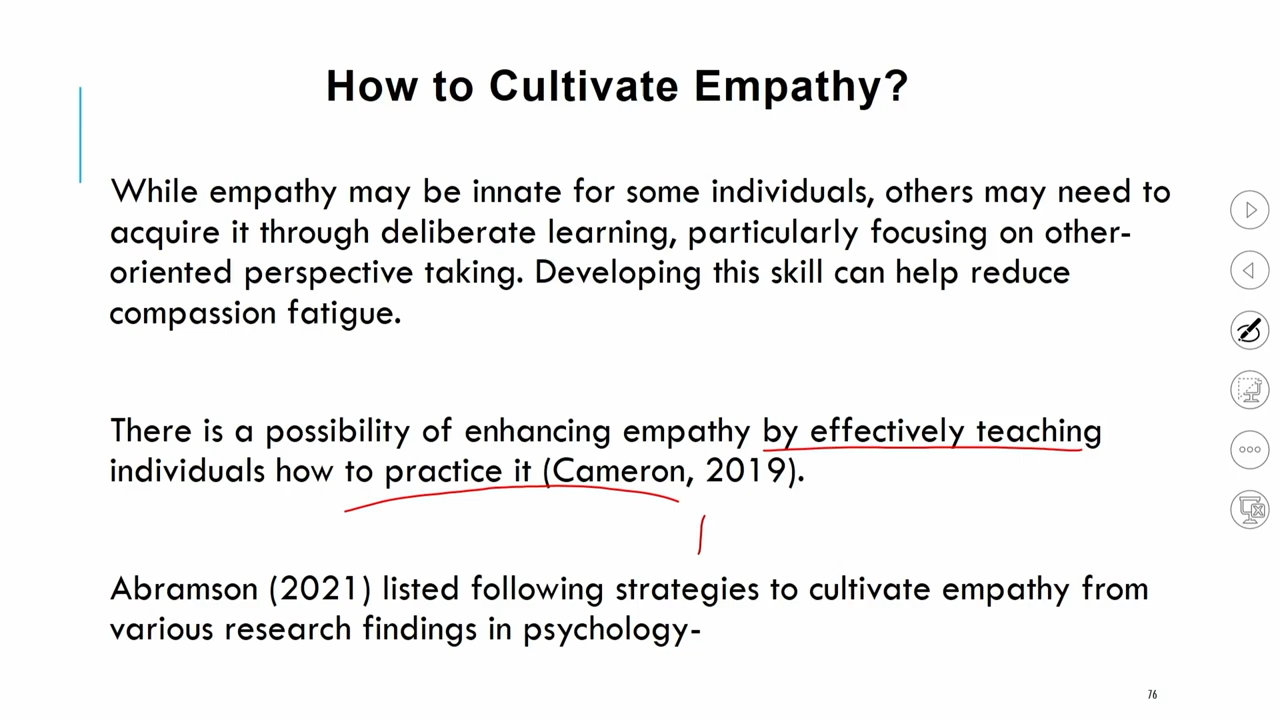 How to Cultivate Empathy?
While empathy may be innate for some individuals, others may need to
acquire it through deliberate learning, particularly focusing on other-
oriented perspective taking. Developing this skill can help reduce
compassion fatigue.
There is a possibility of enhancing empathy by effectively teaching
individuals how to practice it (Cameron, 2019).
Abramson (2021) listed following strategies to cultivate empathy from
various research findings in psychology-
76